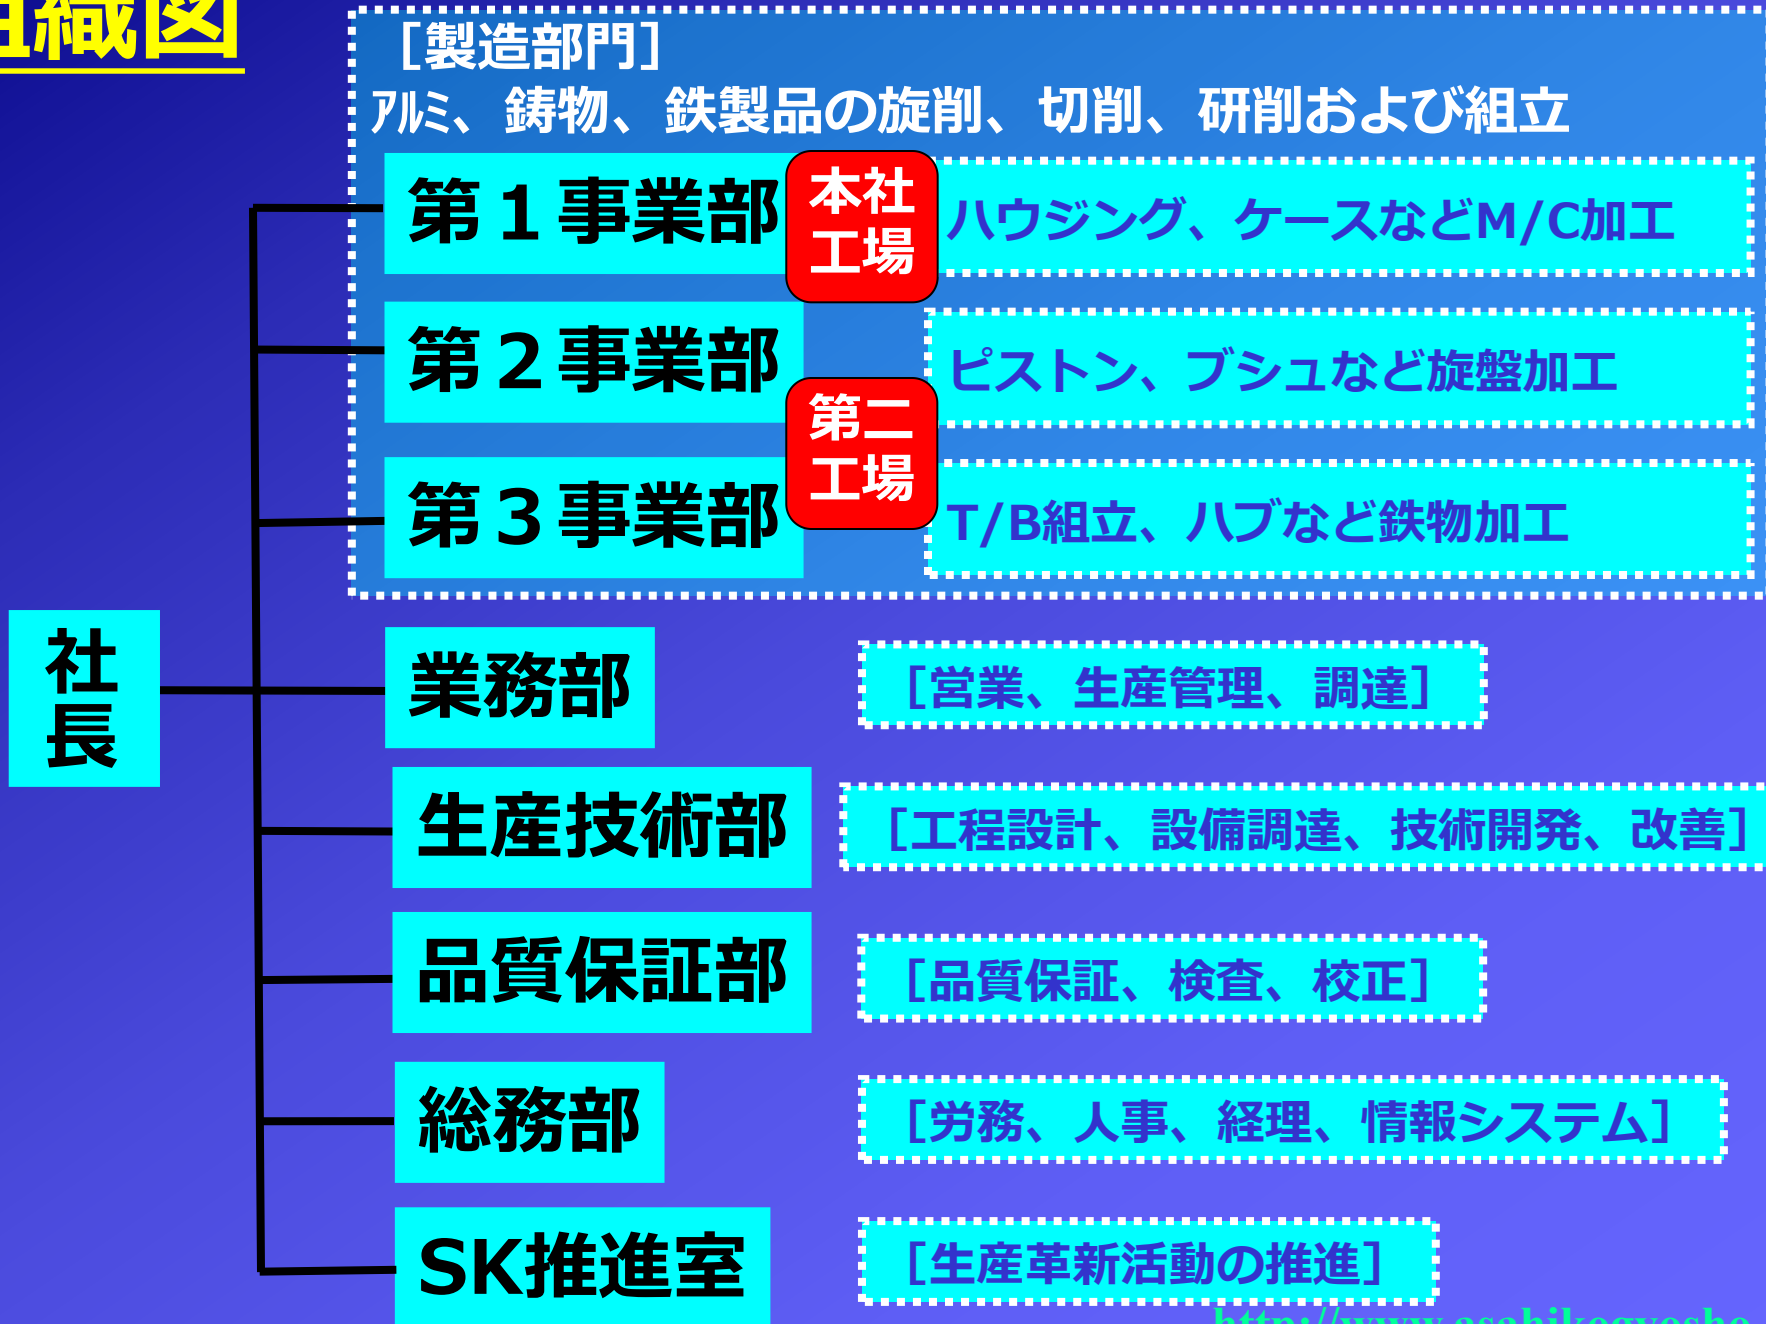 組織図
［製造部門］
ｱﾙﾐ、鋳物、鉄製品の旋削、切削、研削および組立
第１事業部
本社
工場
ハウジング、ケースなどM/C加工
第２事業部
ピストン、ブシュなど旋盤加工
第二
工場
第３事業部
T/B組立、ハブなど鉄物加工
社
長
業務部
［営業、生産管理、調達］
生産技術部
［工程設計、設備調達、技術開発、改善］
品質保証部
［品質保証、検査、校正］
総務部
［労務、人事、経理、情報システム］
SK推進室
［生産革新活動の推進］
http://www.asahikogyosho.